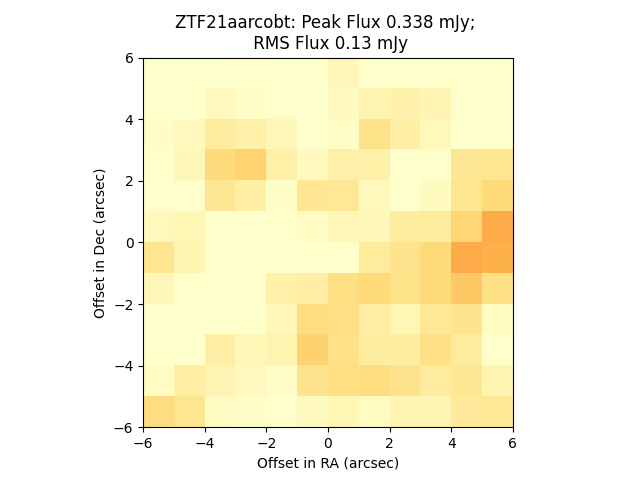 ZTF21aarcobt: Peak Flux 0.338 mJy;
RMS Flux 0.13 mJy
6
4
2
0
−2
−4
−6
Offset in Dec (arcsec)
−6 −4 −2 0 2 4 6
Offset in RA (arcsec)